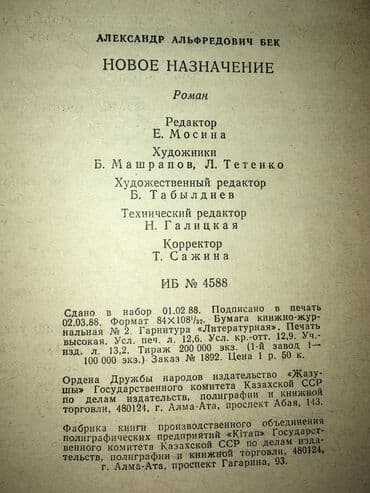 АЛЕКСАНДР АЛЬФРЕДОВИЧ БЕК
НОВОЕ НАЗНАЧЕНИЕ
Роман
Редактор
Е. Мосина
Художники
Б. Машрапов, Л. Тетенко
Художественный редактор
Б. Табылдиев
Технический редактор
Н. Галицкая
Корректор
Т. Сажина
ИБ № 4588
Сдано в набор 01.02 88. Подписано в печать
02.03.88. Формат 84×108¹/₃₂. Бумага книжно-жур-
нальная № 2. Гарнитура «Литературная». Печать
высокая. Усл. печ. л. 12,6. Усл. кр.-отт. 12,9. Уч.-
изд. л. 13,2. Тираж 200000 экз. (1-й завод 1—
100 000 экз.) Заказ № 1892. Цена 1 р. 50 к.
Ордена Дружбы народов издательство «Жазу-
шы» Государственного комитета Казахской ССР
по делам издательств, полиграфии и книжной
торговли, 480124, г. Алма-Ата, проспект Абая, 143.
Фабрика книги производственного объединения
полиграфических предприятий «Кітап» Государст-
венного комитета Казахской ССР по делам изда-
тельств, полиграфии и книжной торговли, 480124,
г. Алма-Ата, проспект Гагарина, 93.